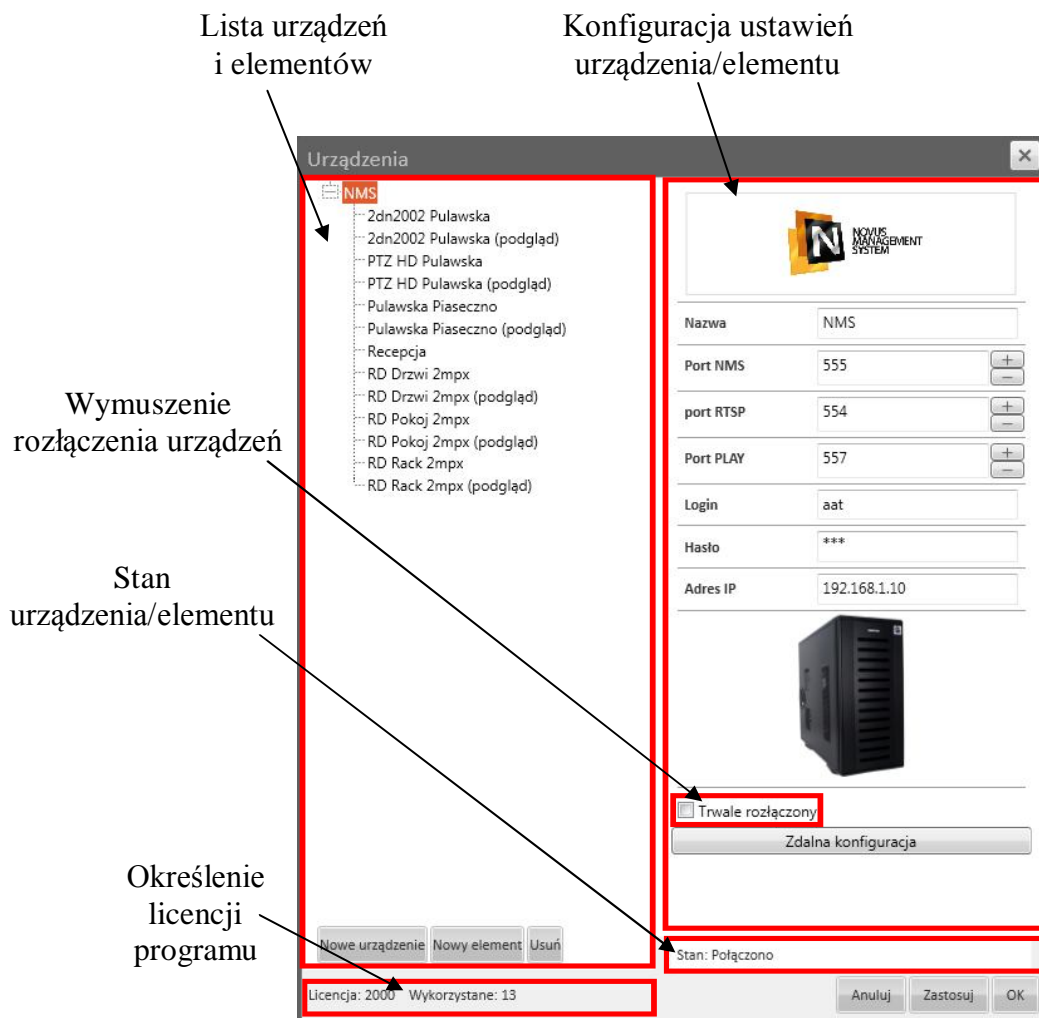 Lista urządzeń
i elementów
Konfiguracja ustawień
urządzenia/elementu
Urządzenia
NMS
2dn2002 Pulawska
2dn2002 Pulawska (podgląd)
PTZ HD Pulawska
PTZ HD Pulawska (podgląd)
Pulawska Piaseczno
Pulawska Piaseczno (podgląd)
Recepcja
RD Drzwi 2mpx
RD Drzwi 2mpx (podgląd)
RD Pokoj 2mpx
RD Pokoj 2mpx (podgląd)
RD Rack 2mpx
RD Rack 2mpx (podgląd)
Nowe urządzenie Nowy element Usuń
Licencja: 2000 Wykorzystane: 13
N
NOVUS
MANAGEMENT
SYSTEM
Nazwa NMS
Port NMS 555
port RTSP 554
Port PLAY 557
Login aat
Hasło ***
Adres IP 192.168.1.10
Trwale rozłączony
Zdalna konfiguracja
Stan: Połączono
Anuluj Zastosuj OK
Wymuszenie
rozłączenia urządzeń
Stan
urządzenia/elementu
Określenie
licencji
programu